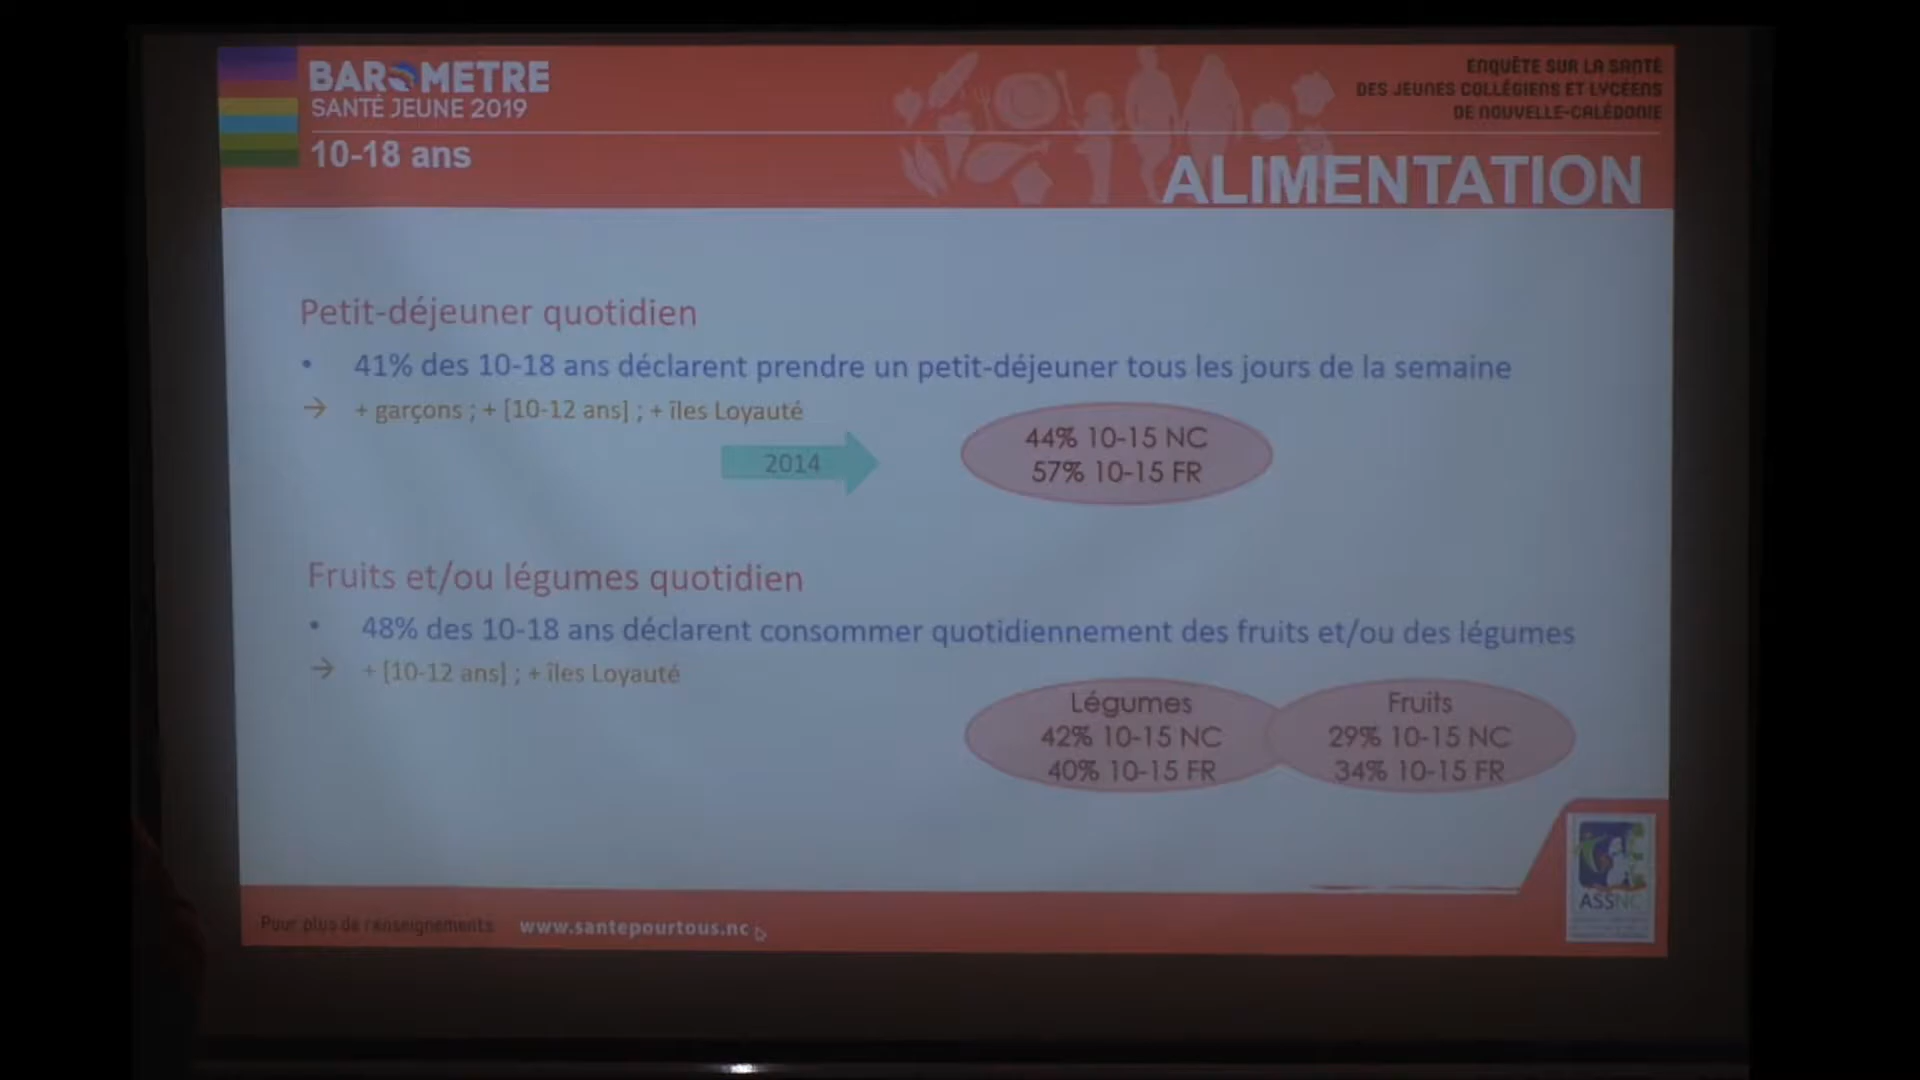 BAROMETRE
SANTÉ JEUNE 2019
10-18 ans
ENQUÊTE SUR LA SANTÉ
DES JEUNES COLLÉGIENS ET LYCÉENS
DE NOUVELLE-CALÉDONIE
ALIMENTATION
Petit-déjeuner quotidien
• 41% des 10-18 ans déclarent prendre un petit-déjeuner tous les jours de la semaine
→ + garçons ; + [10-12 ans] ; + îles Loyauté
2014
44% 10-15 NC
57% 10-15 FR
Fruits et/ou légumes quotidien
• 48% des 10-18 ans déclarent consommer quotidiennement des fruits et/ou des légumes
→ + [10-12 ans] ; + îles Loyauté
Légumes
42% 10-15 NC
40% 10-15 FR
Fruits
29% 10-15 NC
34% 10-15 FR
Pour plus de renseignements www.santepourtous.nc
ASSNC